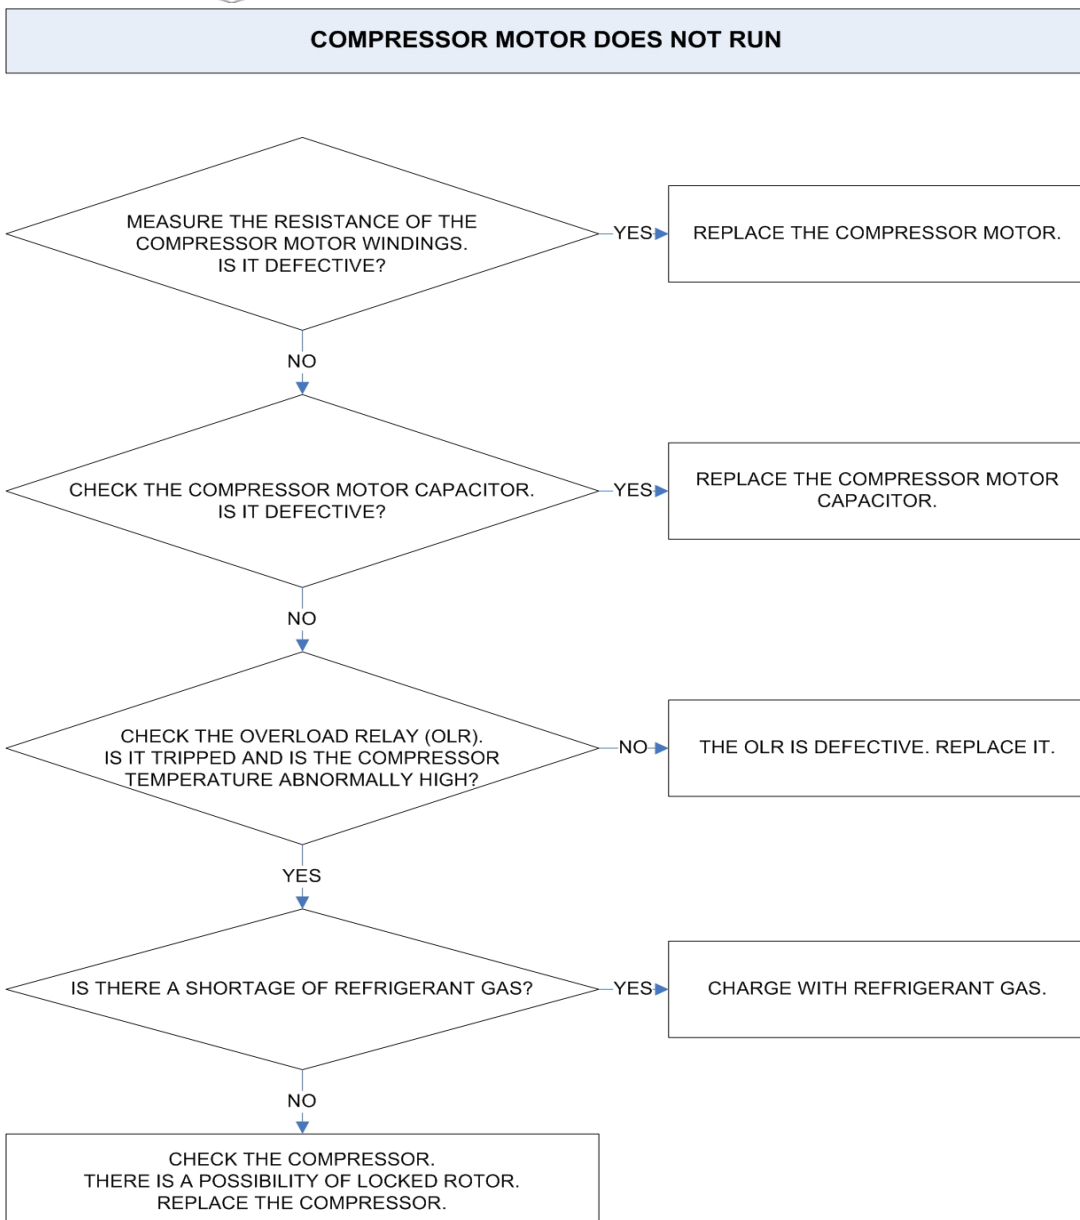 COMPRESSOR MOTOR DOES NOT RUN
MEASURE THE RESISTANCE OF THE
COMPRESSOR MOTOR WINDINGS.
IS IT DEFECTIVE?
YES
REPLACE THE COMPRESSOR MOTOR.
NO
CHECK THE COMPRESSOR MOTOR CAPACITOR.
IS IT DEFECTIVE?
YES
REPLACE THE COMPRESSOR MOTOR
CAPACITOR.
NO
CHECK THE OVERLOAD RELAY (OLR).
IS IT TRIPPED AND IS THE COMPRESSOR
TEMPERATURE ABNORMALLY HIGH?
NO
THE OLR IS DEFECTIVE. REPLACE IT.
YES
IS THERE A SHORTAGE OF REFRIGERANT GAS?
YES
CHARGE WITH REFRIGERANT GAS.
NO
CHECK THE COMPRESSOR.
THERE IS A POSSIBILITY OF LOCKED ROTOR.
REPLACE THE COMPRESSOR.